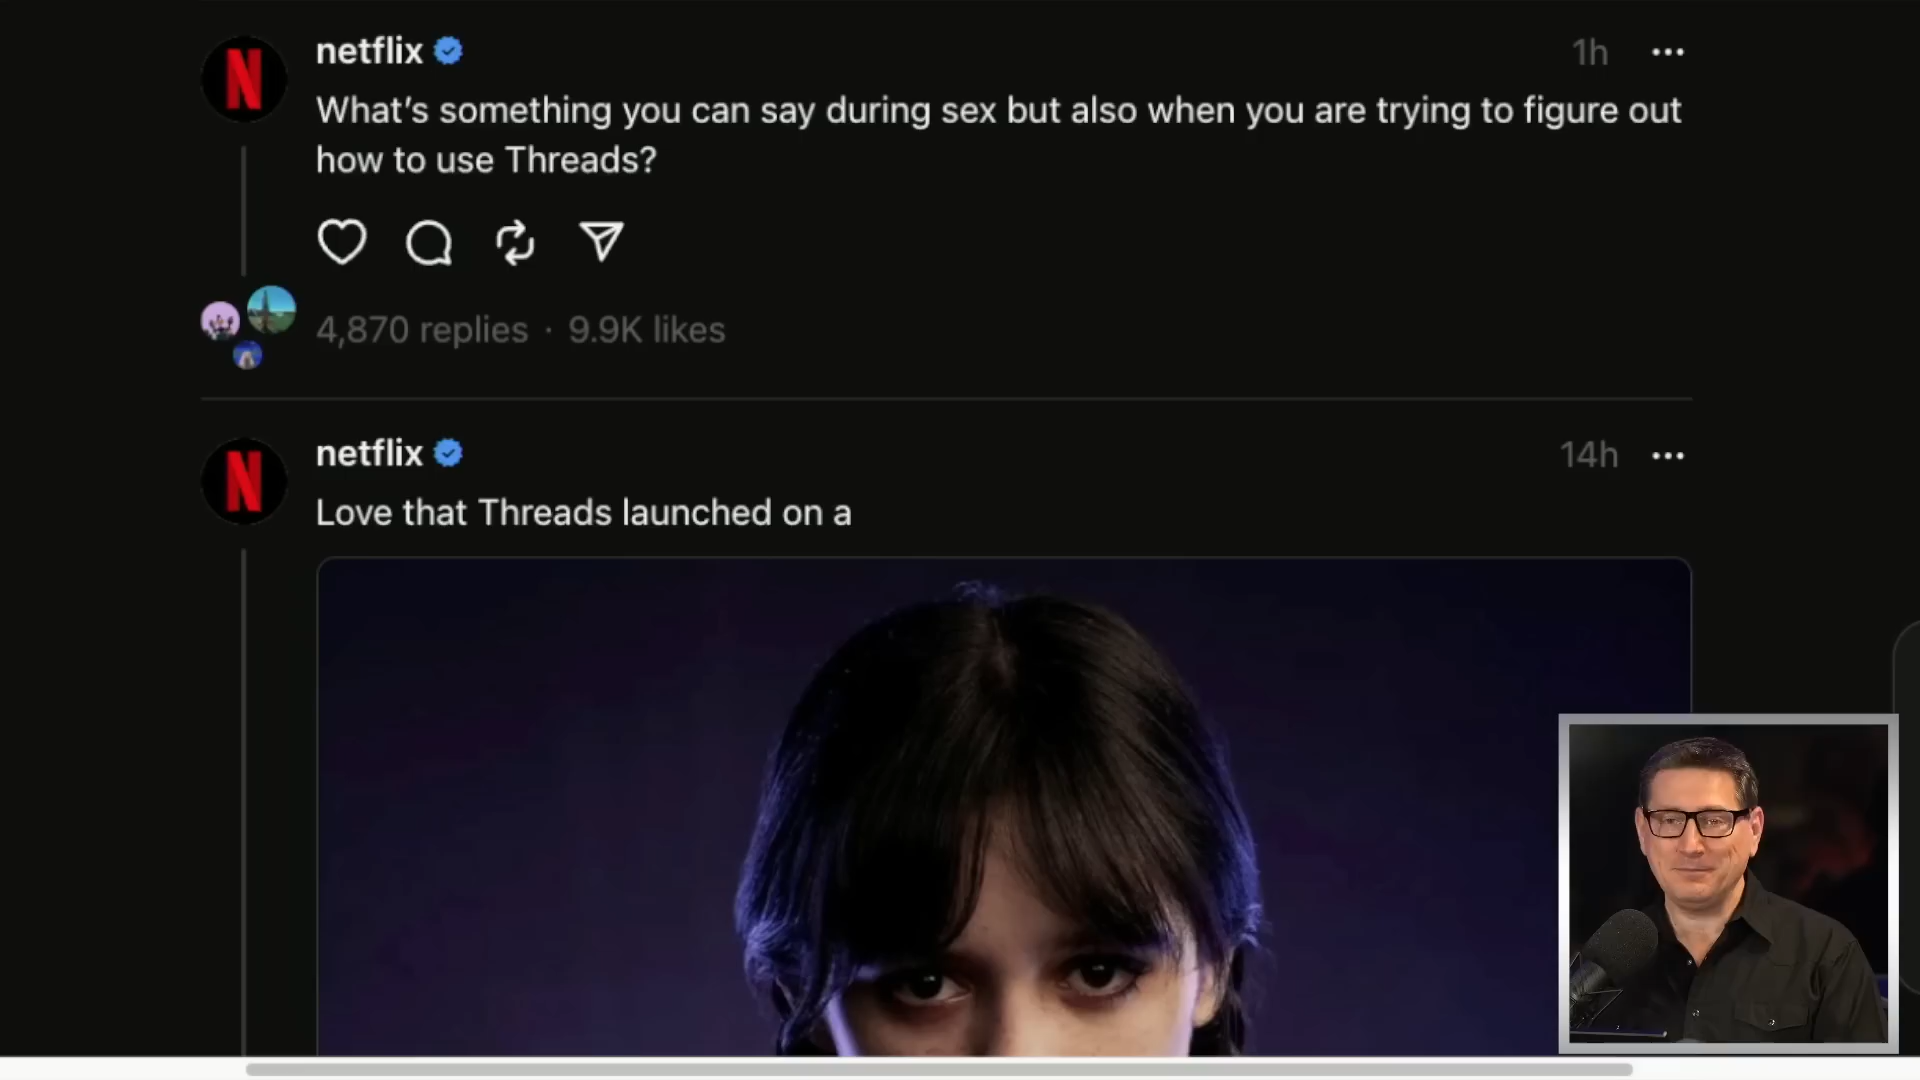 netflix
1h
What's something you can say during sex but also when you are trying to figure out
how to use Threads?
4,870 replies · 9.9K likes
netflix
14h
Love that Threads launched on a